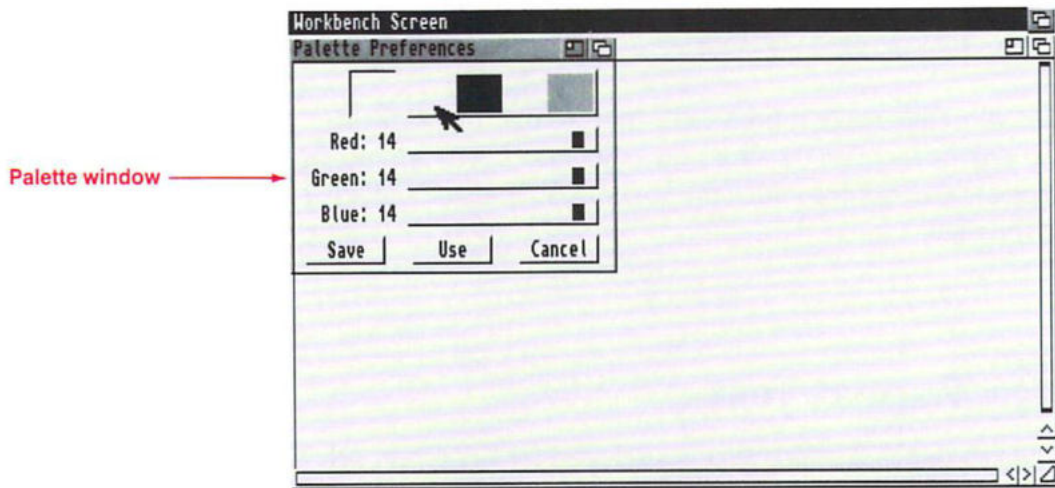 Workbench Screen
Palette Preferences
Red: 14
Palette window
Green: 14
Blue: 14
Save Use Cancel